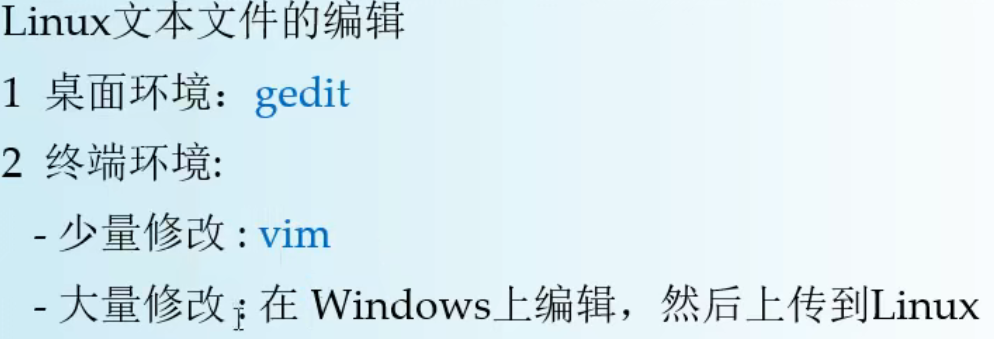 Linux文本文件的编辑
1 桌面环境：gedit
2 终端环境:
- 少量修改 : vim
- 大量修改 : 在 Windows上编辑，然后上传到Linux